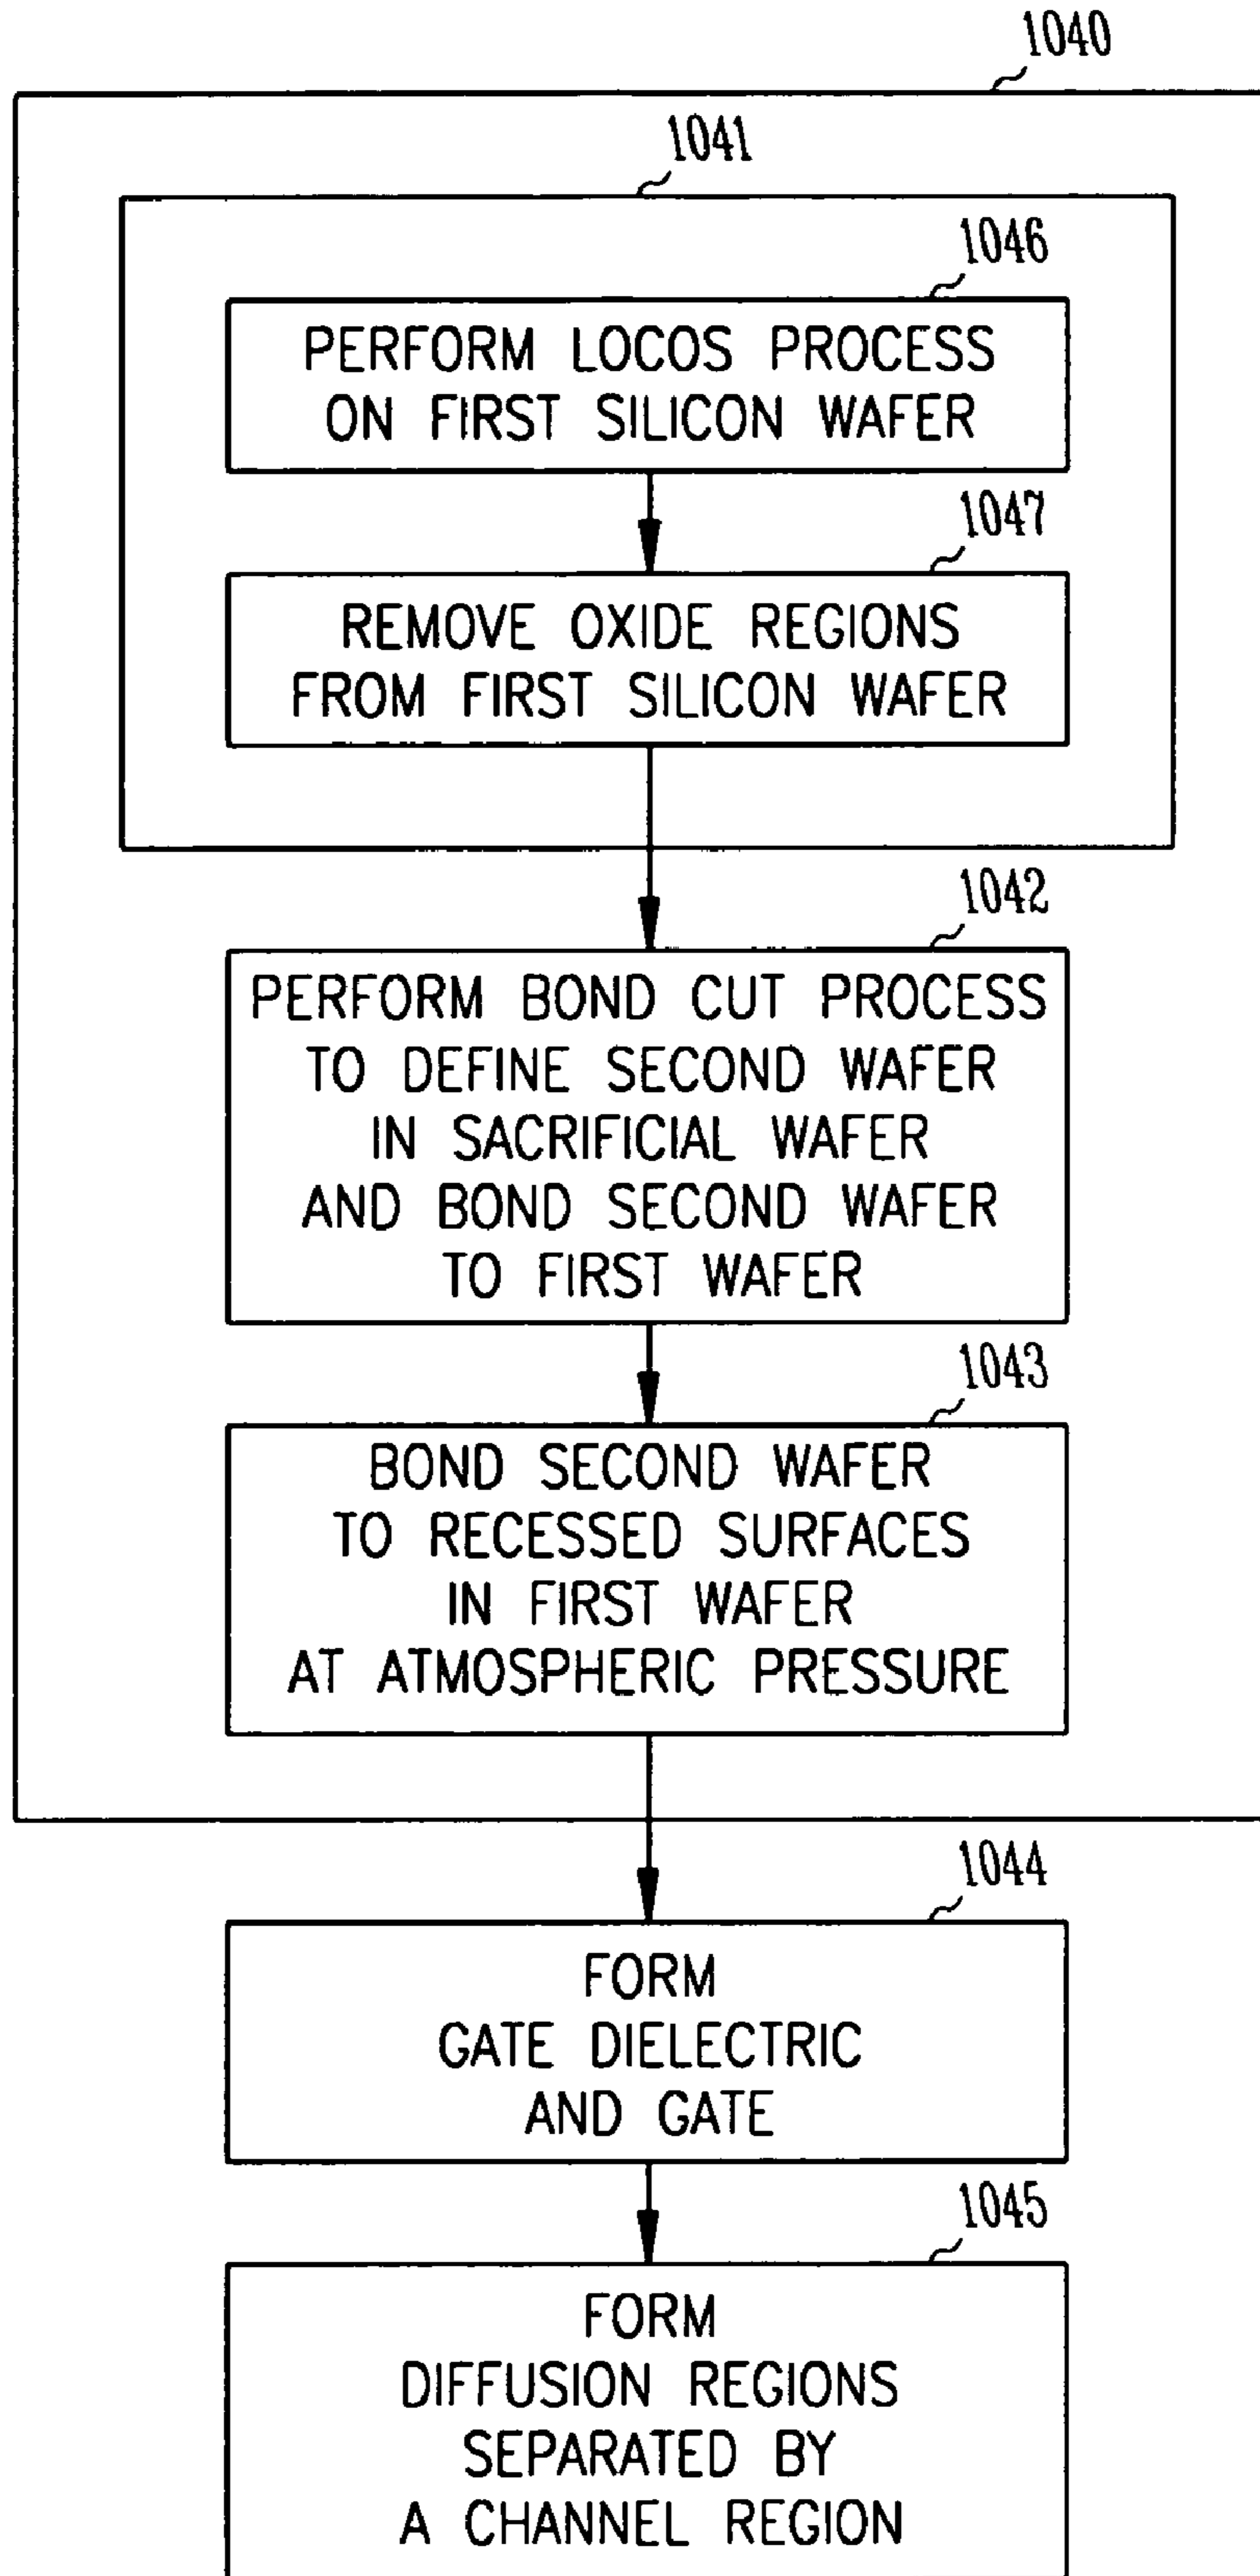 1040
1041
1046
PERFORM LOCOS PROCESS
ON FIRST SILICON WAFER
1047
REMOVE OXIDE REGIONS
FROM FIRST SILICON WAFER
1042
PERFORM BOND CUT PROCESS
TO DEFINE SECOND WAFER
IN SACRIFICIAL WAFER
AND BOND SECOND WAFER
TO FIRST WAFER
1043
BOND SECOND WAFER
TO RECESSED SURFACES
IN FIRST WAFER
AT ATMOSPHERIC PRESSURE
1044
FORM
GATE DIELECTRIC
AND GATE
1045
FORM
DIFFUSION REGIONS
SEPARATED BY
A CHANNEL REGION